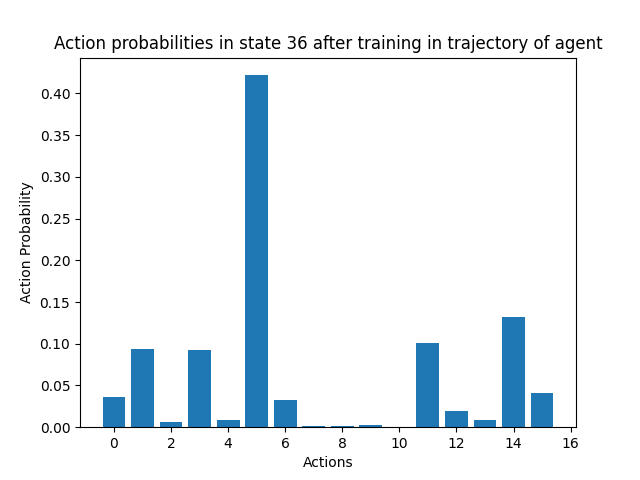 Action probabilities in state 36 after training in trajectory of agent
0.40
0.35
0.30
0.25
0.20
0.15
0.10
0.05
0.00
Action Probability
0 2 4 6 8 10 12 14 16
Actions